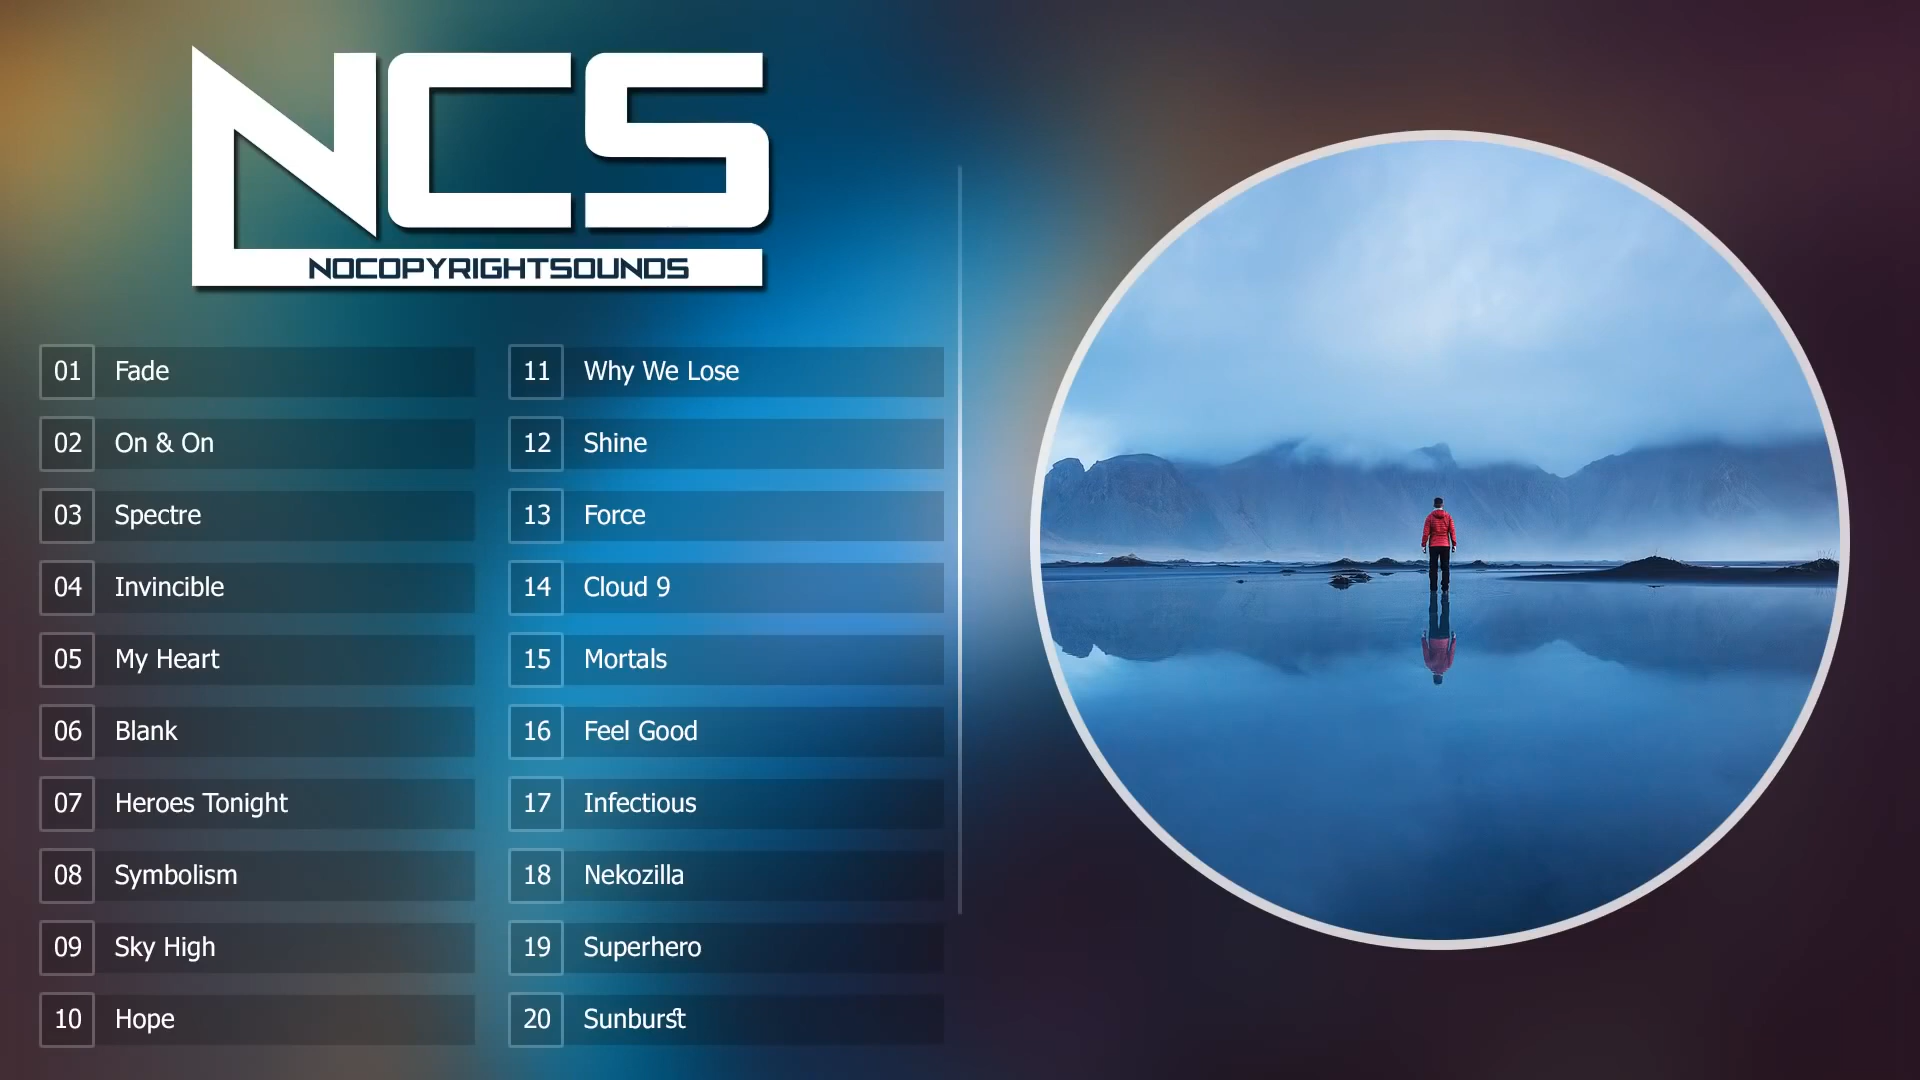 NCS
NOCOPYRIGHTSOUNDS
01 Fade
02 On & On
03 Spectre
04 Invincible
05 My Heart
06 Blank
07 Heroes Tonight
08 Symbolism
09 Sky High
10 Hope
11 Why We Lose
12 Shine
13 Force
14 Cloud 9
15 Mortals
16 Feel Good
17 Infectious
18 Nekozilla
19 Superhero
20 Sunburst